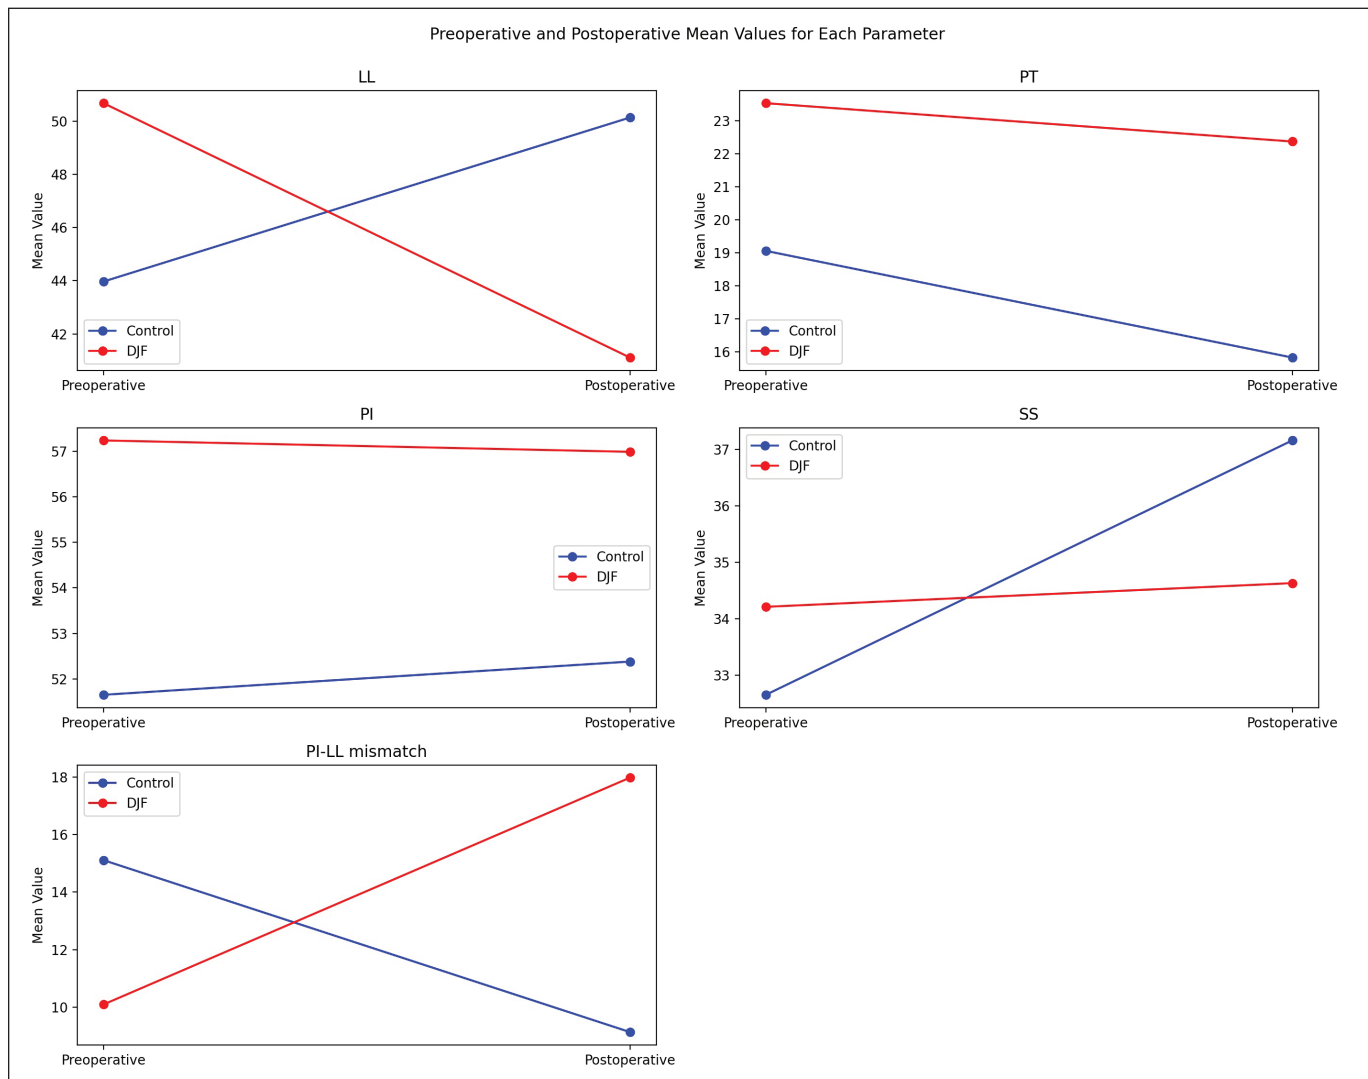 Preoperative and Postoperative Mean Values for Each Parameter
LL
Mean Value
50
48
46
44
42
Control
DJF
Preoperative
Postoperative
PT
Mean Value
23
22
21
20
19
18
17
16
Control
DJF
Preoperative
Postoperative
PI
Mean Value
57
56
55
54
53
52
Control
DJF
Preoperative
Postoperative
SS
Mean Value
37
36
35
34
33
Control
DJF
Preoperative
Postoperative
PI-LL mismatch
Mean Value
18
16
14
12
10
Control
DJF
Preoperative
Postoperative